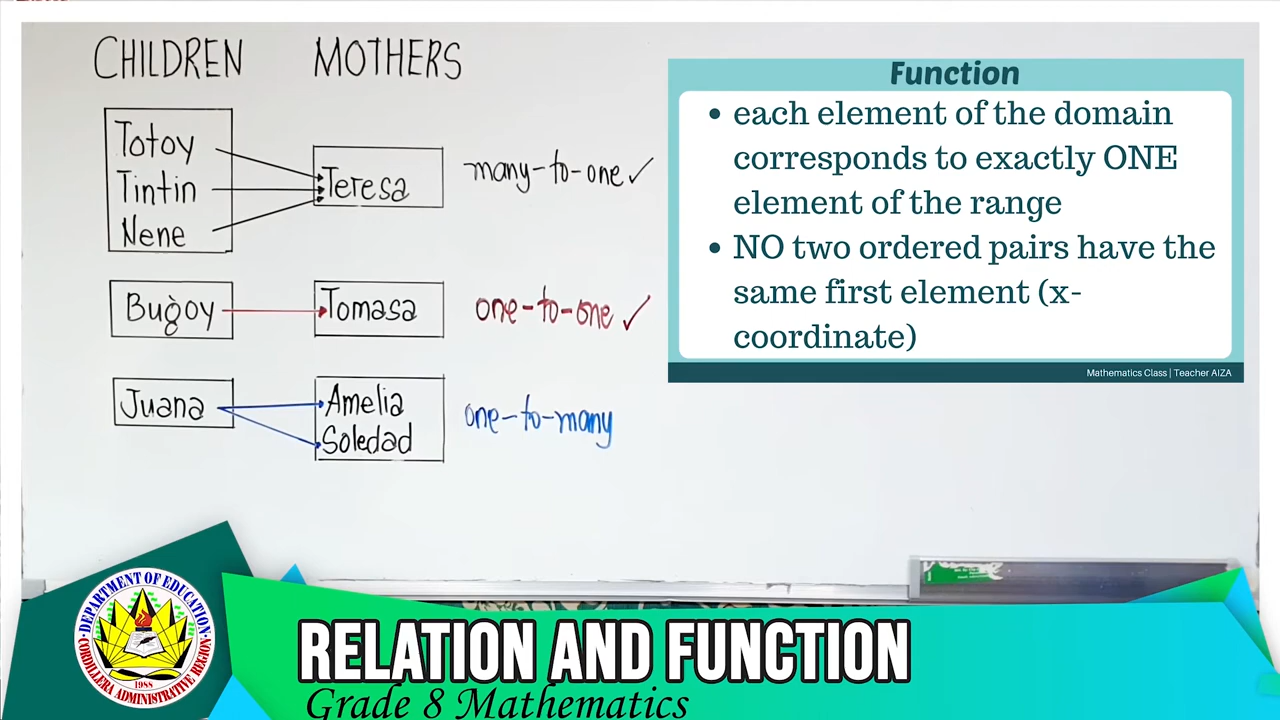 CHILDREN MOTHERS
Totoy
Tintin
Nene
Teresa
many-to-one ✓
Bugoy
Tomasa
one-to-one ✓
Juana
Amelia
Soledad
one-to-many
Function
• each element of the domain
corresponds to exactly ONE
element of the range
• NO two ordered pairs have the
same first element (x-
coordinate)
Mathematics Class | Teacher AIZA
DEPARTMENT OF EDUCATION
CORDILLERA ADMINISTRATIVE REGION
1988
RELATION AND FUNCTION
Grade 8 Mathematics